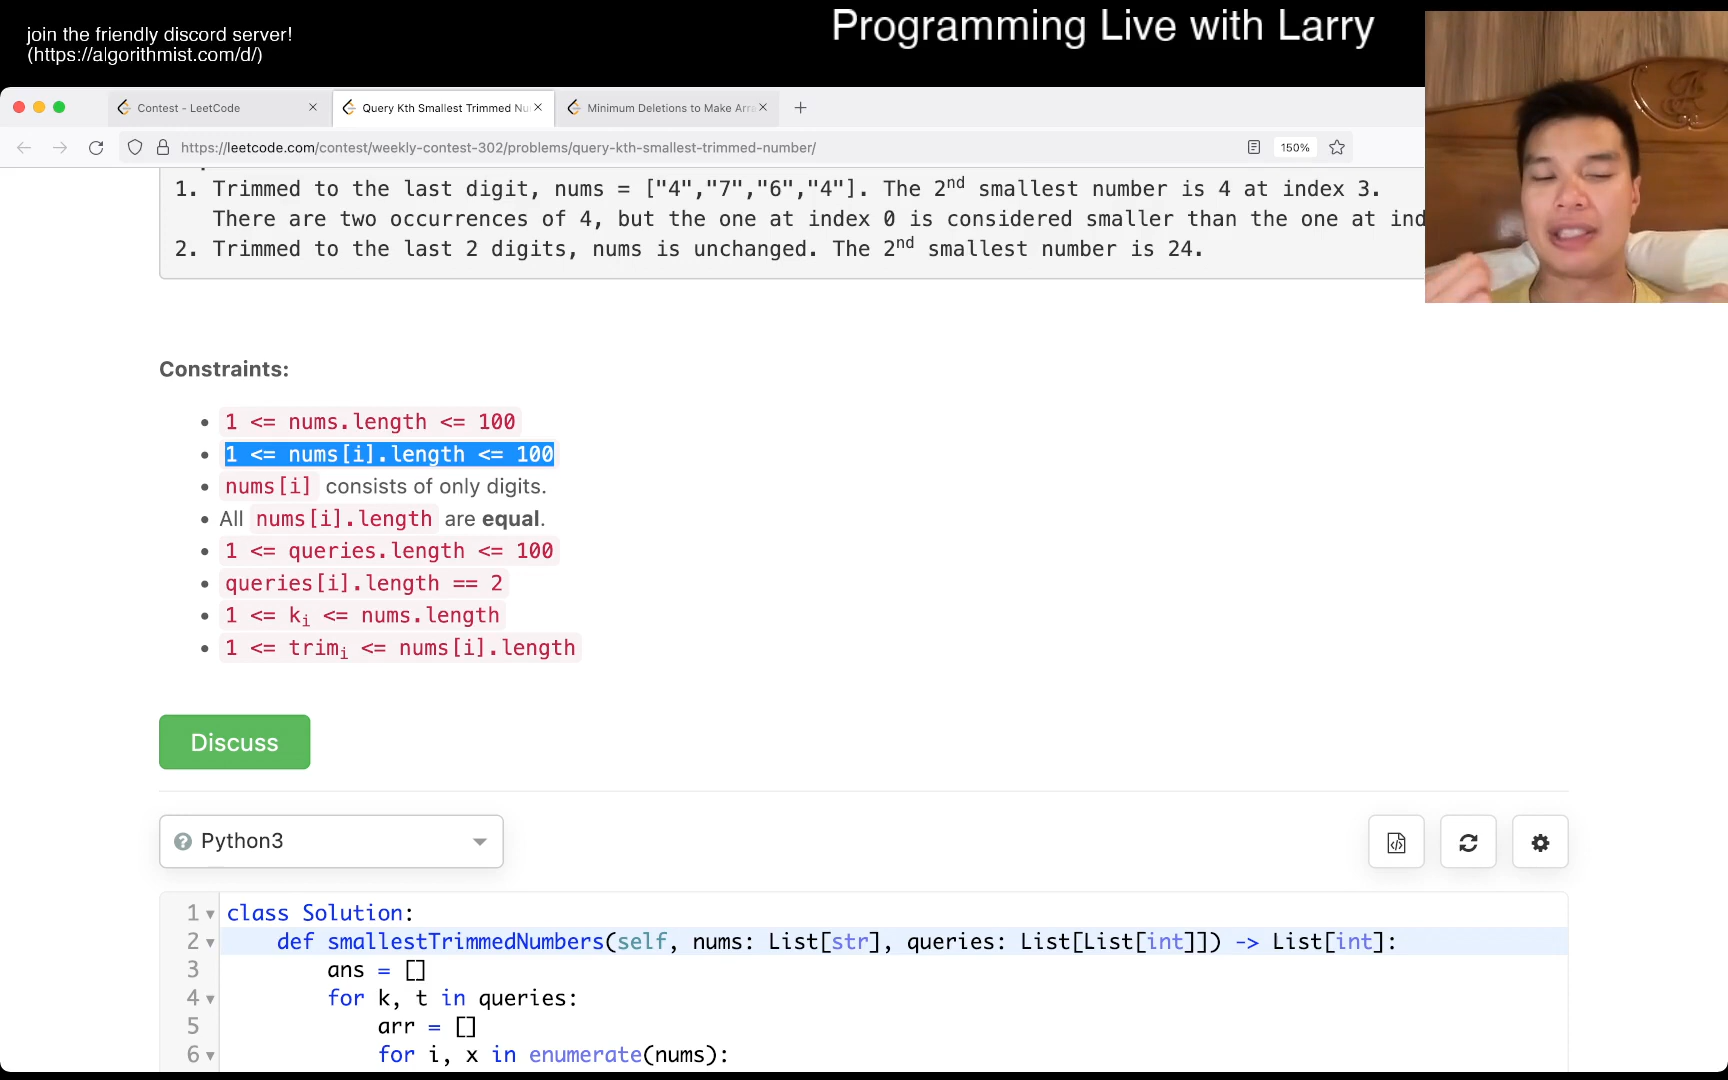 join the friendly discord server!
(https://algorithmist.com/d/)
Programming Live with Larry
Contest - LeetCode
Query Kth Smallest Trimmed Nu
Minimum Deletions to Make Arra
https://leetcode.com/contest/weekly-contest-302/problems/query-kth-smallest-trimmed-number/
150%
1. Trimmed to the last digit, nums = ["4","7","6","4"]. The 2nd smallest number is 4 at index 3.
There are two occurrences of 4, but the one at index 0 is considered smaller than the one at ind
2. Trimmed to the last 2 digits, nums is unchanged. The 2nd smallest number is 24.
Constraints:
• 1 <= nums.length <= 100
• 1 <= nums[i].length <= 100
• nums[i] consists of only digits.
• All nums[i].length are equal.
• 1 <= queries.length <= 100
• queries[i].length == 2
• 1 <= ki <= nums.length
• 1 <= trimi <= nums[i].length
Discuss
Python3
1 class Solution:
2 def smallestTrimmedNumbers(self, nums: List[str], queries: List[List[int]]) -> List[int]:
3 ans = []
4 for k, t in queries:
5 arr = []
6 for i, x in enumerate(nums):